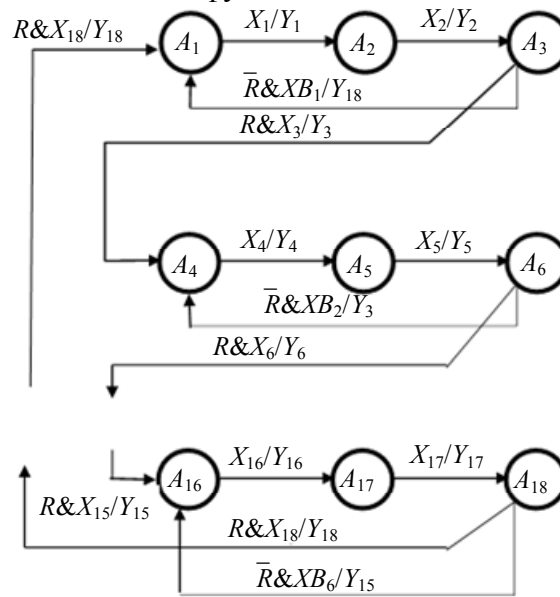 R&X₁₈/Y₁₈ A₁ X₁/Y₁ A₂ X₂/Y₂ A₃
R̅&XB₁/Y₁₈
R&X₃/Y₃
A₄ X₄/Y₄ A₅ X₅/Y₅ A₆
R̅&XB₂/Y₃
R&X₆/Y₆
A₁₆ X₁₆/Y₁₆ A₁₇ X₁₇/Y₁₇ A₁₈
R&X₁₅/Y₁₅
R&X₁₈/Y₁₈
R̅&XB₆/Y₁₅